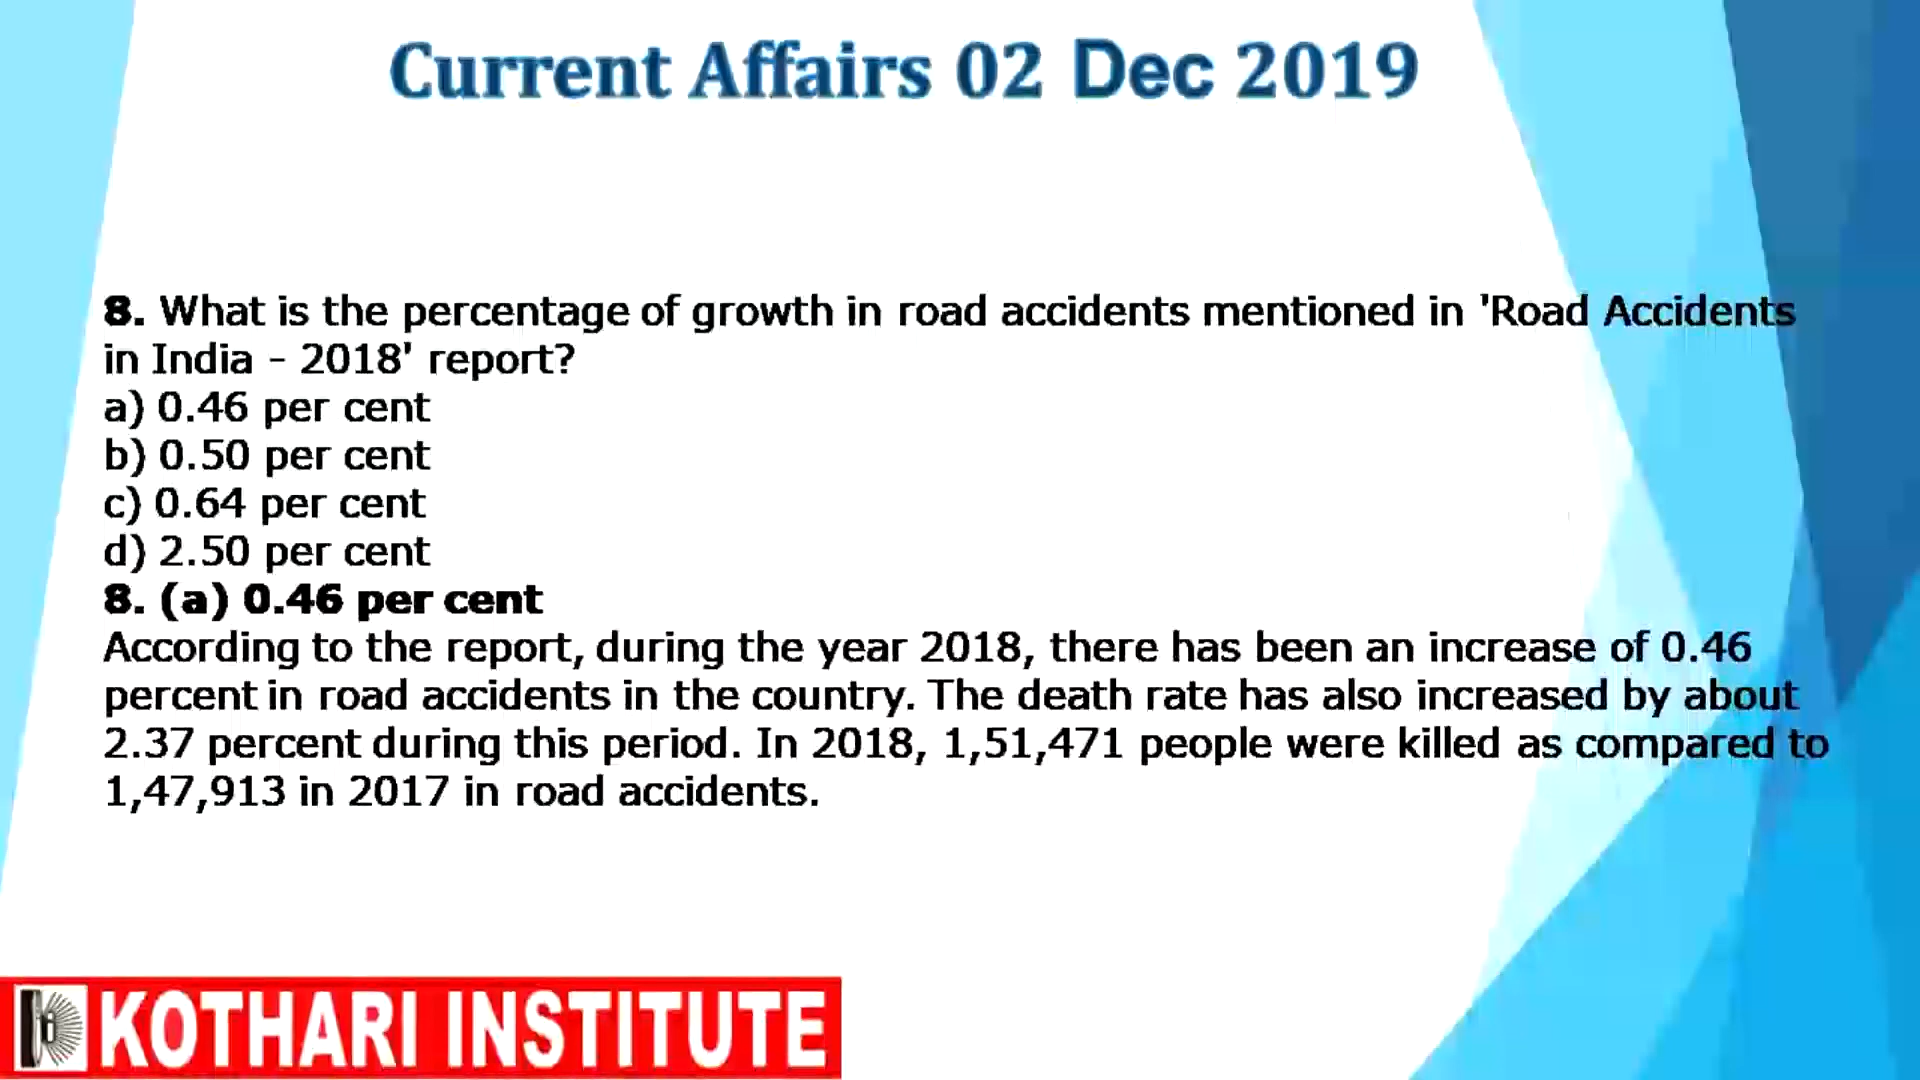 Current Affairs 02 Dec 2019
8. What is the percentage of growth in road accidents mentioned in 'Road Accidents
in India - 2018' report?
a) 0.46 per cent
b) 0.50 per cent
c) 0.64 per cent
d) 2.50 per cent
8. (a) 0.46 per cent
According to the report, during the year 2018, there has been an increase of 0.46
percent in road accidents in the country. The death rate has also increased by about
2.37 percent during this period. In 2018, 1,51,471 people were killed as compared to
1,47,913 in 2017 in road accidents.
KOTHARI INSTITUTE